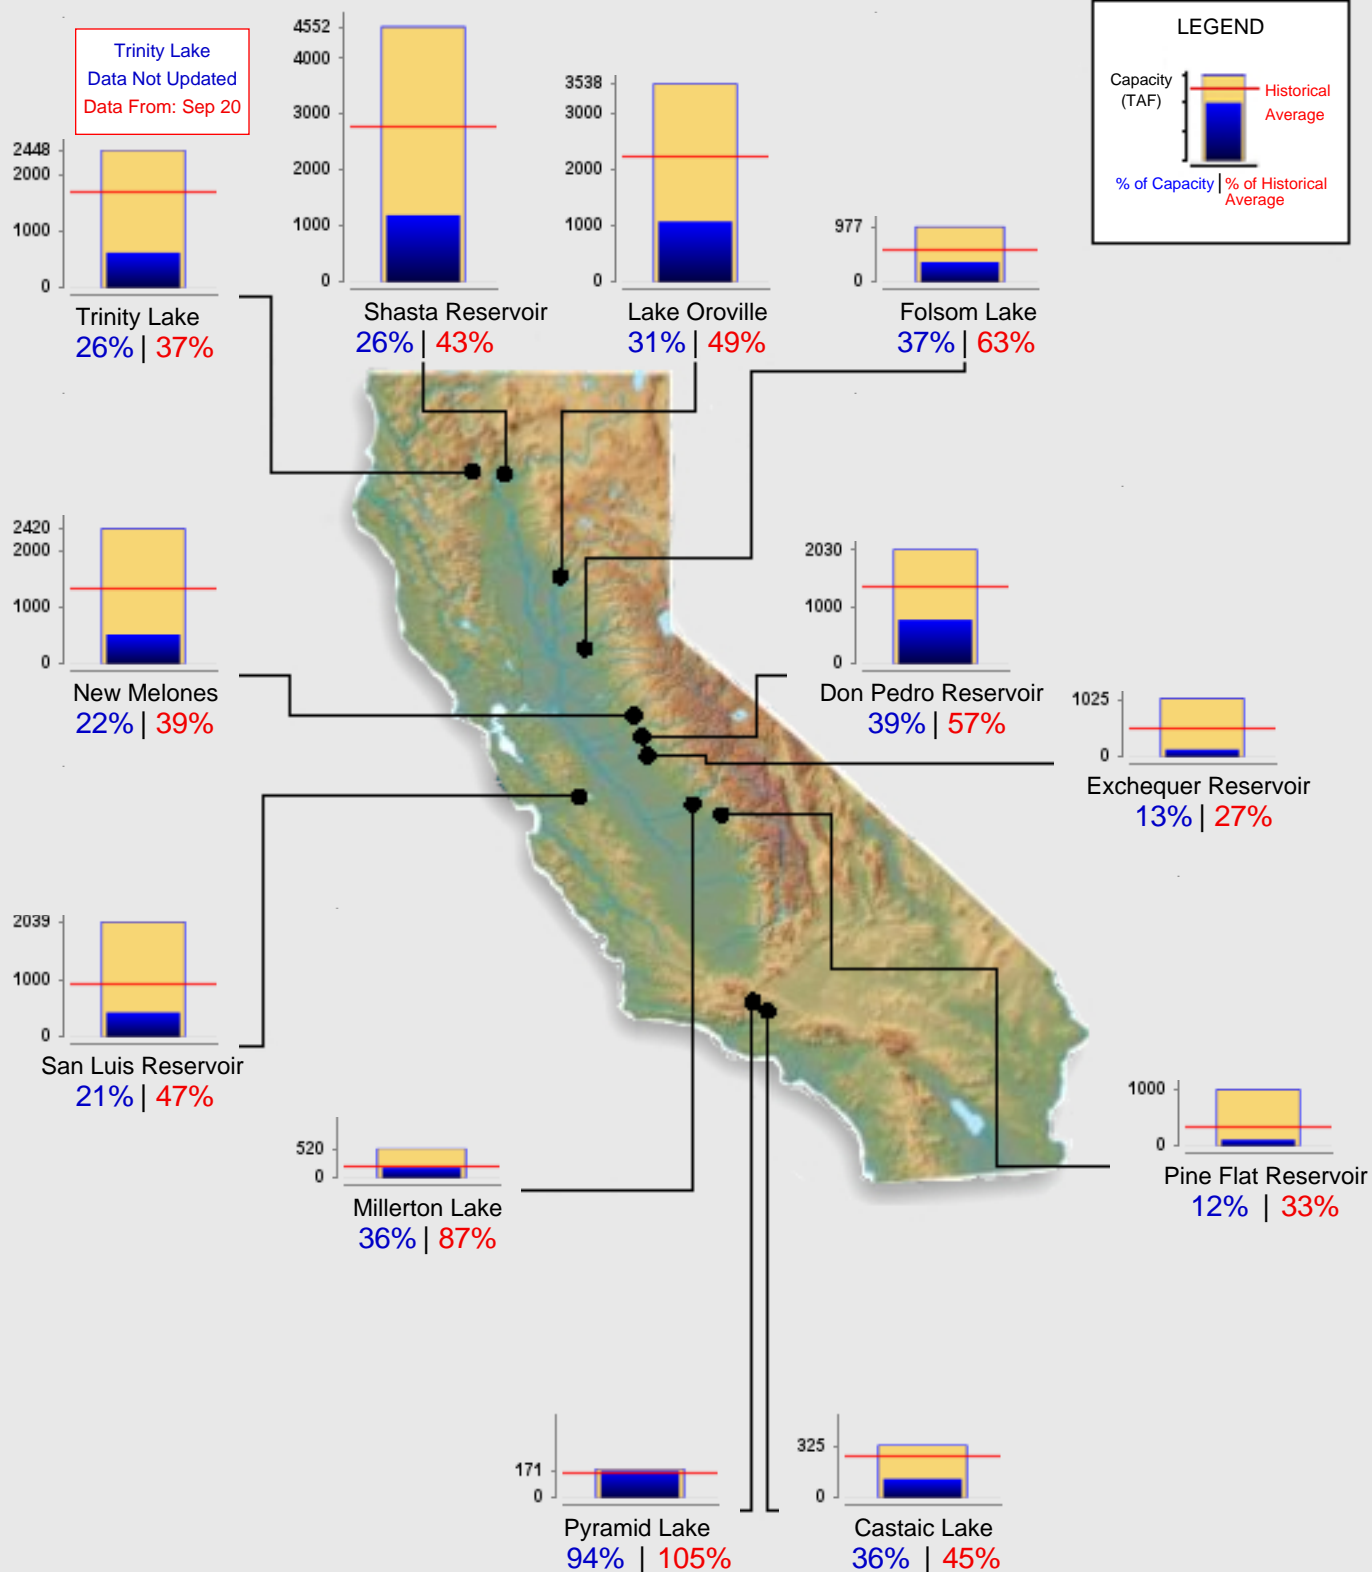 LEGEND
Capacity
(TAF)
Historical
Average
% of Capacity | % of Historical
Average
Trinity Lake
Data Not Updated
Data From: Sep 20
2448
2000
1000
0
Trinity Lake
26% | 37%
4552
4000
3000
2000
1000
0
Shasta Reservoir
26% | 43%
3538
3000
2000
1000
0
Lake Oroville
31% | 49%
977
0
Folsom Lake
37% | 63%
2420
2000
1000
0
New Melones
22% | 39%
2030
1000
0
Don Pedro Reservoir
39% | 57%
1025
0
Exchequer Reservoir
13% | 27%
2039
1000
0
San Luis Reservoir
21% | 47%
520
0
Millerton Lake
36% | 87%
1000
0
Pine Flat Reservoir
12% | 33%
171
0
Pyramid Lake
94% | 105%
325
0
Castaic Lake
36% | 45%